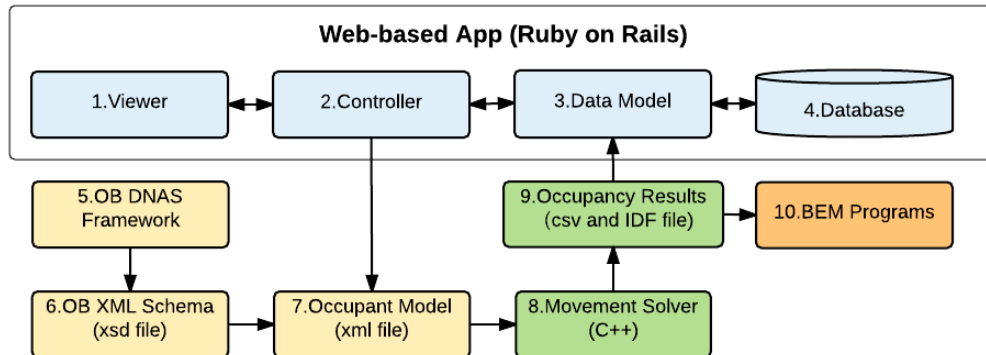 Web-based App (Ruby on Rails)
1.Viewer
2.Controller
3.Data Model
4.Database
5.OB DNAS
Framework
9.Occupancy Results
(csv and IDF file)
10.BEM Programs
6.OB XML Schema
(xsd file)
7.Occupant Model
(xml file)
8.Movement Solver
(C++)